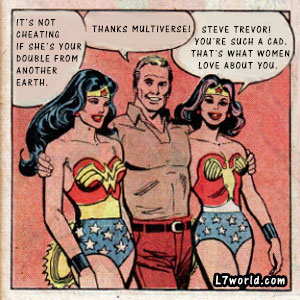 IT'S NOT
CHEATING
IF SHE'S YOUR
DOUBLE FROM
ANOTHER
EARTH.
THANKS MULTIVERSE!
STEVE TREVOR!
YOU'RE SUCH A CAD.
THAT'S WHAT WOMEN
LOVE ABOUT YOU.
L7world.com